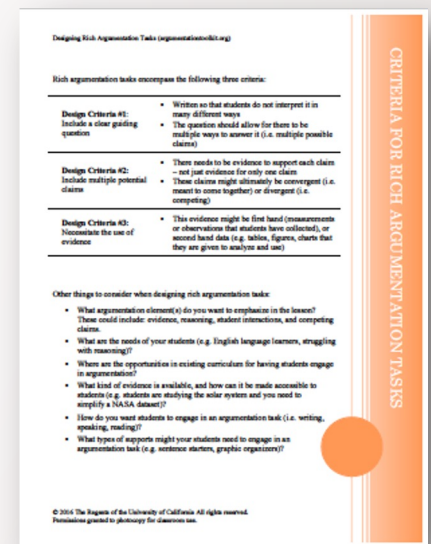 Designing Rich Argumentation Tasks (argumentationtoolkit.org)
Rich argumentation tasks encompass the following three criteria:
Design Criteria #1:
Include a clear guiding
question
• Written so that students do not interpret it in
many different ways
• The question should allow for there to be
multiple ways to answer it (i.e. multiple possible
claims)
Design Criteria #2:
Include multiple potential
claims
• There needs to be evidence to support each claim
– not just evidence for only one claim
• These claims might ultimately be convergent (i.e.
meant to come together) or divergent (i.e.
competing)
Design Criteria #3:
Necessitate the use of
evidence
• This evidence might be first hand (measurements
or observations that students have collected), or
second hand data (e.g. tables, figures, charts that
they are given to analyze and use)
Other things to consider when designing rich argumentation tasks:
• What argumentation element(s) do you want to emphasize in the lesson?
These could include: evidence, reasoning, student interactions, and competing
claims.
• What are the needs of your students (e.g. English language learners, struggling
with reasoning)?
• Where are the opportunities in existing curriculum for having students engage
in argumentation?
• What kind of evidence is available, and how can it be made accessible to
students (e.g. students are studying the solar system and you need to
simplify a NASA dataset)?
• How do you want students to engage in an argumentation task (i.e. writing,
speaking, reading)?
• What types of supports might your students need to engage in an
argumentation task (e.g. sentence starters, graphic organizers)?
© 2016 The Regents of the University of California All rights reserved.
Permissions granted to photocopy for classroom use.
CRITERIA FOR RICH ARGUMENTATION TASKS